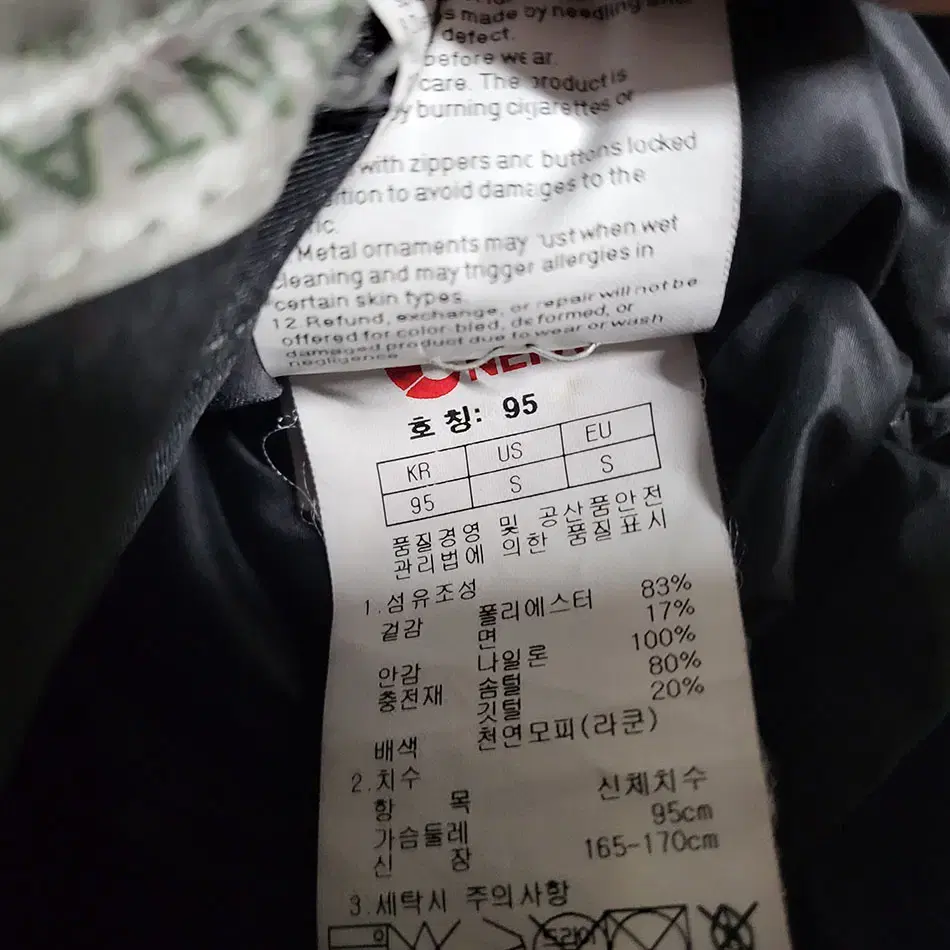 s made by needling
defect.
before wear.
care. The product is
by burning cigarettes or
with zippers and buttons locked
to avoid damages to the
Metal ornaments may rust when wet
cleaning and may trigger allergies in
certain skin types.
12.Refund, exchange, or repair will not be
offered for color bled, deformed, or
damaged product due to wear or wash
negligence
호 칭: 95
KR US EU
95 S S
품질경영 및 공산품안전
관리법에 의한 품질표시
1.섬유조성
겉감 폴리에스터 83%
면 17%
안감 나일론 100%
충전재 솜털 80%
깃털 20%
배색 천연모피(라쿤)
2.치수
항 목 신체치수
가슴둘레 95cm
신 장 165-170cm
3.세탁시 주의사항
드라이